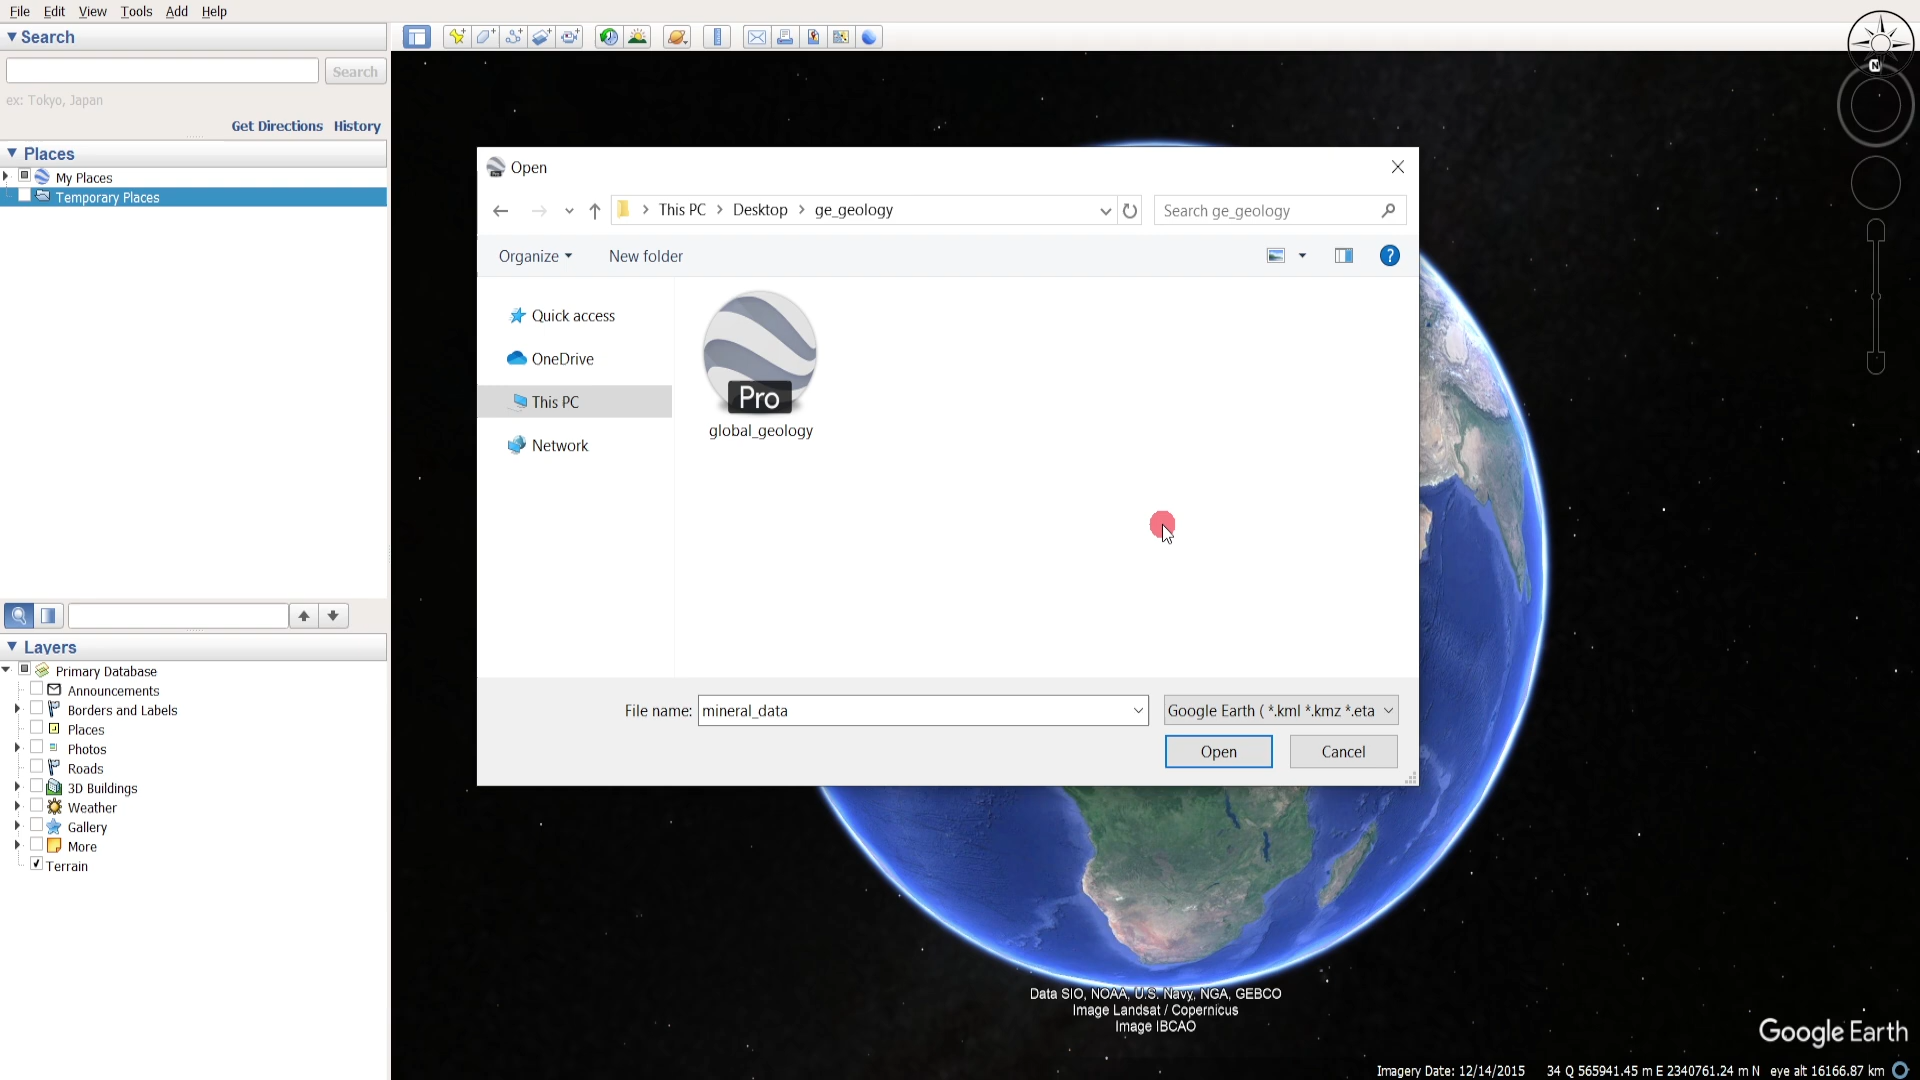 File Edit View Tools Add Help
Search
Search
ex: Tokyo, Japan
Get Directions History
Places
My Places
Temporary Places
Open
This PC > Desktop > ge_geology
Search ge_geology
Organize
New folder
?
Quick access
OneDrive
This PC
Network
Pro
global_geology
File name: mineral_data
Google Earth ( *.kml *.kmz *.eta
Open
Cancel
Layers
Primary Database
Announcements
Borders and Labels
Places
Photos
Roads
3D Buildings
Weather
Gallery
More
Terrain
N
Data SIO, NOAA, U.S. Navy, NGA, GEBCO
Image Landsat / Copernicus
Image IBCAO
Google Earth
Imagery Date: 12/14/2015 34 Q 565941.45 m E 2340761.24 m N eye alt 16166.87 km